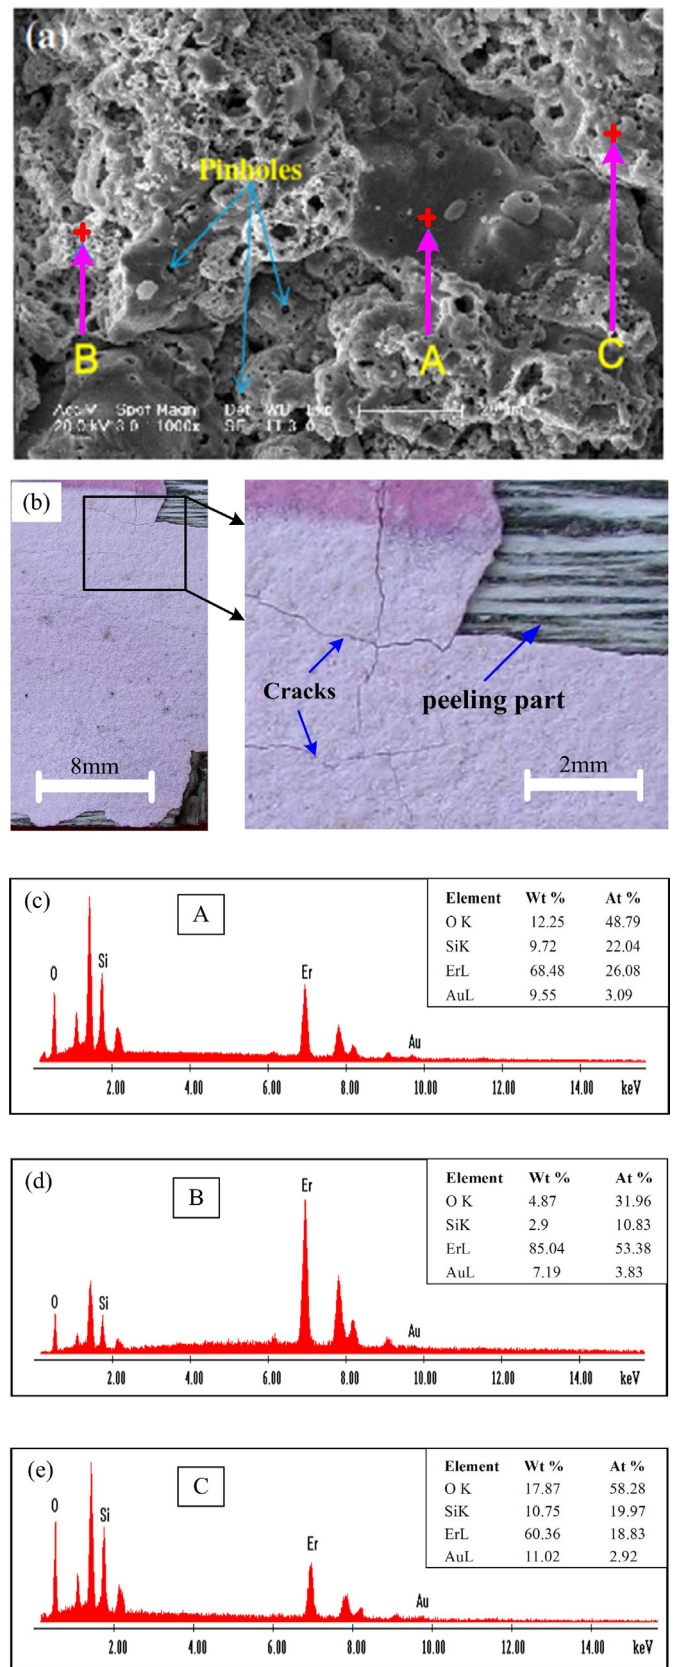 (a)
Pinholes
B
A
C
Acc.V Spot Magn Det WD Exp
20.0 kV 3.0 1000x SE
(b)
8mm
Cracks
peeling part
2mm
(c)
A
Element Wt % At %
O K 12.25 48.79
SiK 9.72 22.04
ErL 68.48 26.08
AuL 9.55 3.09
O Si Er Au
2.00 4.00 6.00 8.00 10.00 12.00 14.00 keV
(d)
B
Element Wt % At %
O K 4.87 31.96
SiK 2.9 10.83
ErL 85.04 53.38
AuL 7.19 3.83
O Si Er Au
2.00 4.00 6.00 8.00 10.00 12.00 14.00 keV
(e)
C
Element Wt % At %
O K 17.87 58.28
SiK 10.75 19.97
ErL 60.36 18.83
AuL 11.02 2.92
O Si Er Au
2.00 4.00 6.00 8.00 10.00 12.00 14.00 keV